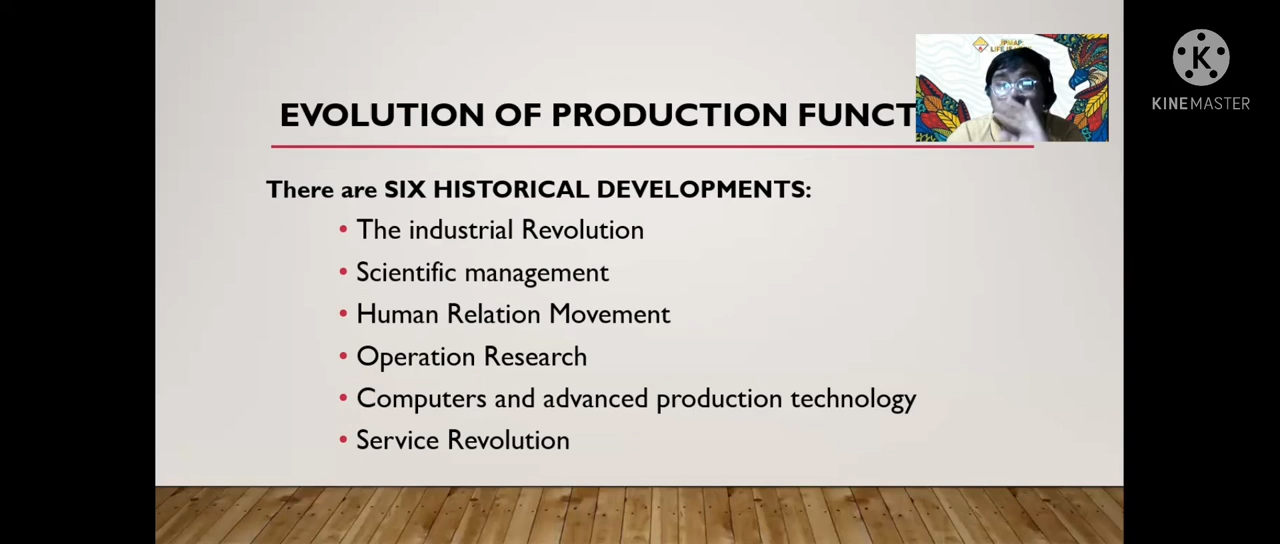 EVOLUTION OF PRODUCTION FUNCT
There are SIX HISTORICAL DEVELOPMENTS:
• The industrial Revolution
• Scientific management
• Human Relation Movement
• Operation Research
• Computers and advanced production technology
• Service Revolution
JPMAP
K
KINEMASTER